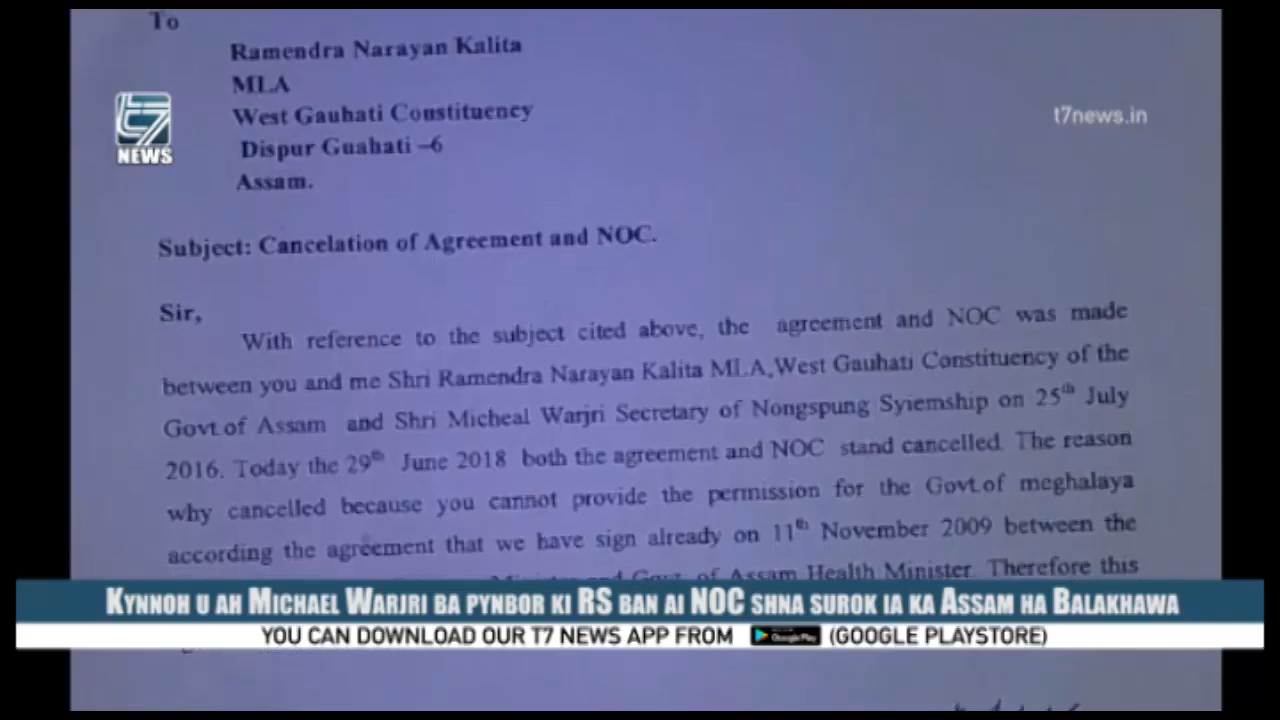 To
Ramendra Narayan Kalita
MLA
West Gauhati Constituency
Dispur Guahati –6
Assam.
t7 NEWS
t7news.in
Subject: Cancelation of Agreement and NOC.
Sir,
With reference to the subject cited above, the agreement and NOC was made
between you and me Shri Ramendra Narayan Kalita MLA,West Gauhati Constituency of the
Govt.of Assam and Shri Micheal Warjri Secretary of Nongspung Syiemship on 25th July
2016. Today the 29th June 2018 both the agreement and NOC stand cancelled. The reason
why cancelled because you cannot provide the permission for the Govt.of meghalaya
according the agreement that we have sign already on 11th November 2009 between the
Minister and Govt. of Assam Health Minister. Therefore this
KYNNOH U AH MICHAEL WARJRI BA PYNBOR KI RS BAN AI NOC SHNA SUROK IA KA ASSAM HA BALAKHAWA
YOU CAN DOWNLOAD OUR T7 NEWS APP FROM Google Play (GOOGLE PLAYSTORE)